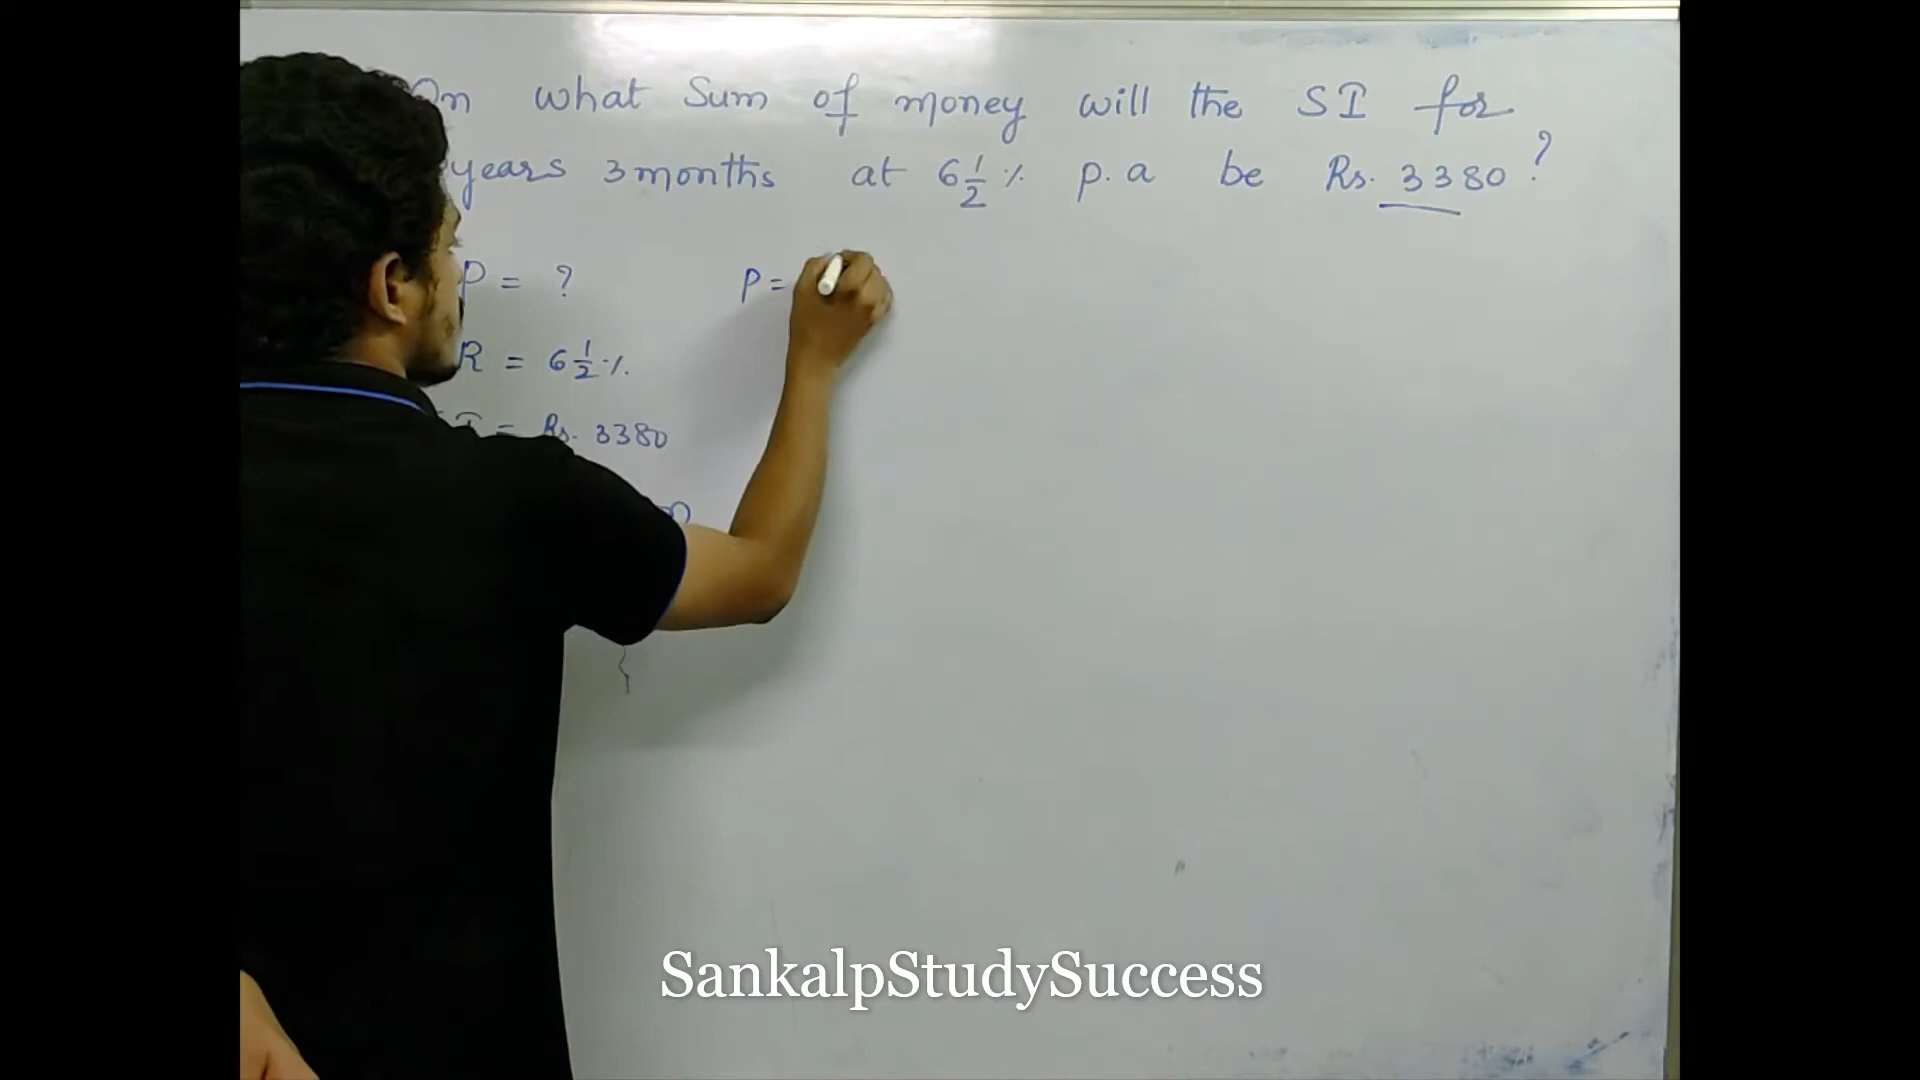 On what Sum of money will the SI for
years 3 months at 6 1/2 % p.a be Rs. 3380 ?
P = ? P =
R = 6 1/2 %.
I = Rs. 3380
SankalpStudySuccess